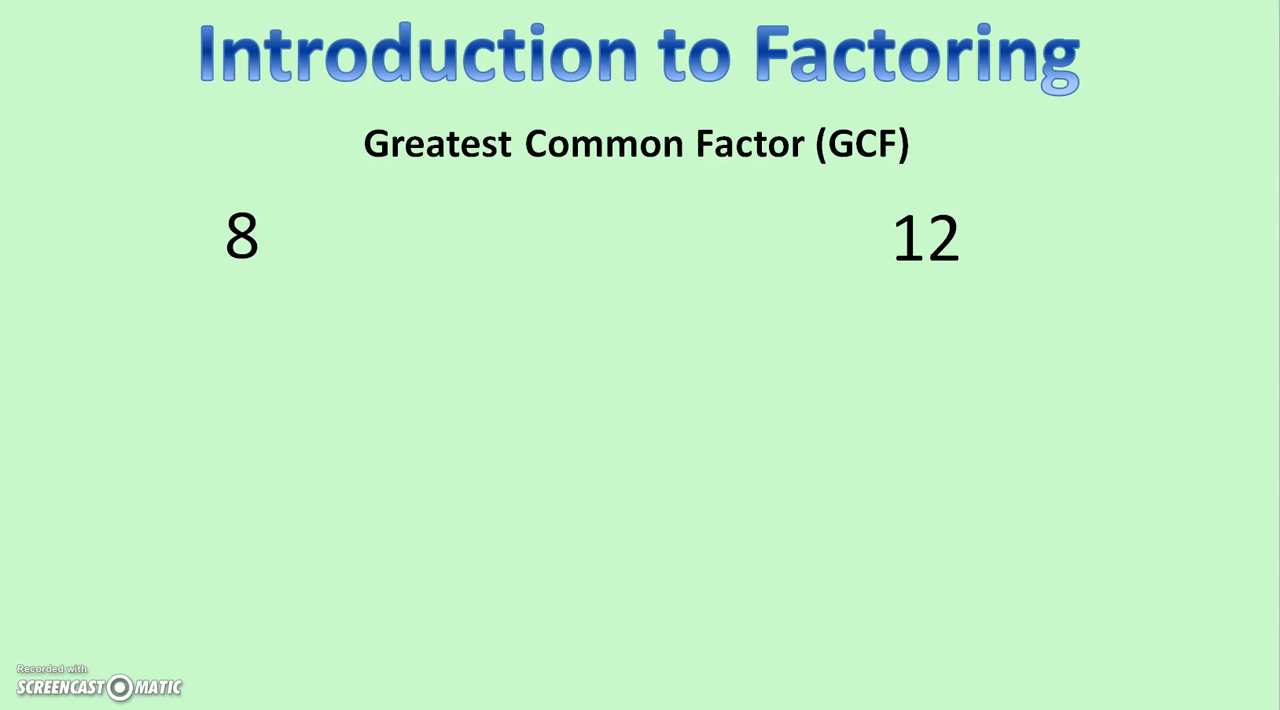 Introduction to Factoring
Greatest Common Factor (GCF)
8 12
Recorded with
SCREENCAST-O-MATIC